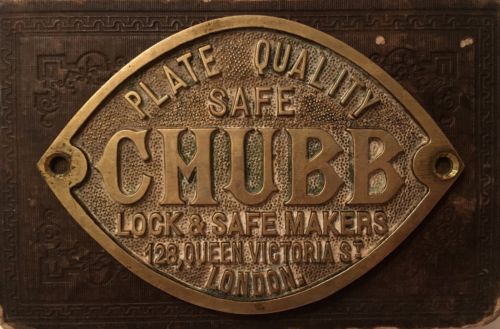 PLATE QUALITY
SAFE
CHUBB
LOCK & SAFE MAKERS
128, QUEEN VICTORIA ST
LONDON.